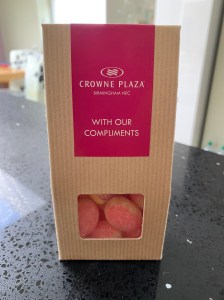 CROWNE PLAZA
BIRMINGHAM NEC
WITH OUR
COMPLIMENTS